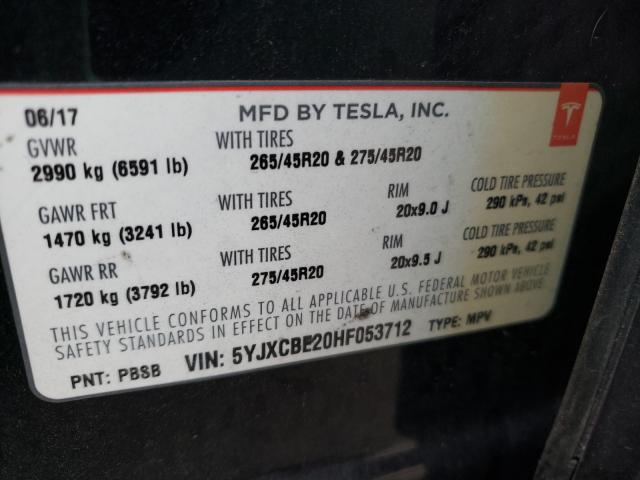 06/17 MFD BY TESLA, INC.
TESLA
GVWR WITH TIRES
2990 kg (6591 lb) 265/45R20 & 275/45R20
GAWR FRT WITH TIRES RIM COLD TIRE PRESSURE
1470 kg (3241 lb) 265/45R20 20x9.0 J 290 kPa, 42 psi
GAWR RR WITH TIRES RIM COLD TIRE PRESSURE
1720 kg (3792 lb) 275/45R20 20x9.5 J 290 kPa, 42 psi
THIS VEHICLE CONFORMS TO ALL APPLICABLE U.S. FEDERAL MOTOR VEHICLE
SAFETY STANDARDS IN EFFECT ON THE DATE OF MANUFACTURE SHOWN ABOVE.
PNT: PBSB VIN: 5YJXCBE20HF053712 TYPE: MPV